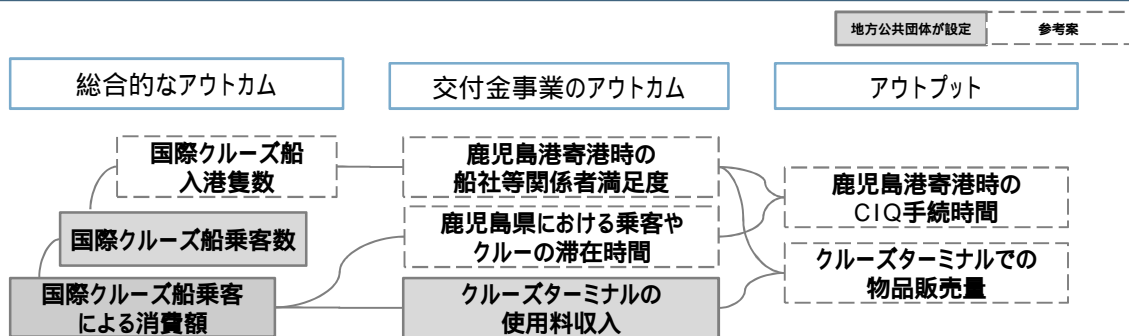 地方公共団体が設定
参考案
総合的なアウトカム
交付金事業のアウトカム
アウトプット
国際クルーズ船
入港隻数
鹿児島港寄港時の
船社等関係者満足度
鹿児島港寄港時の
CIQ手続時間
国際クルーズ船乗客数
鹿児島県における乗客や
クルーの滞在時間
クルーズターミナルでの
物品販売量
国際クルーズ船乗客
による消費額
クルーズターミナルの
使用料収入